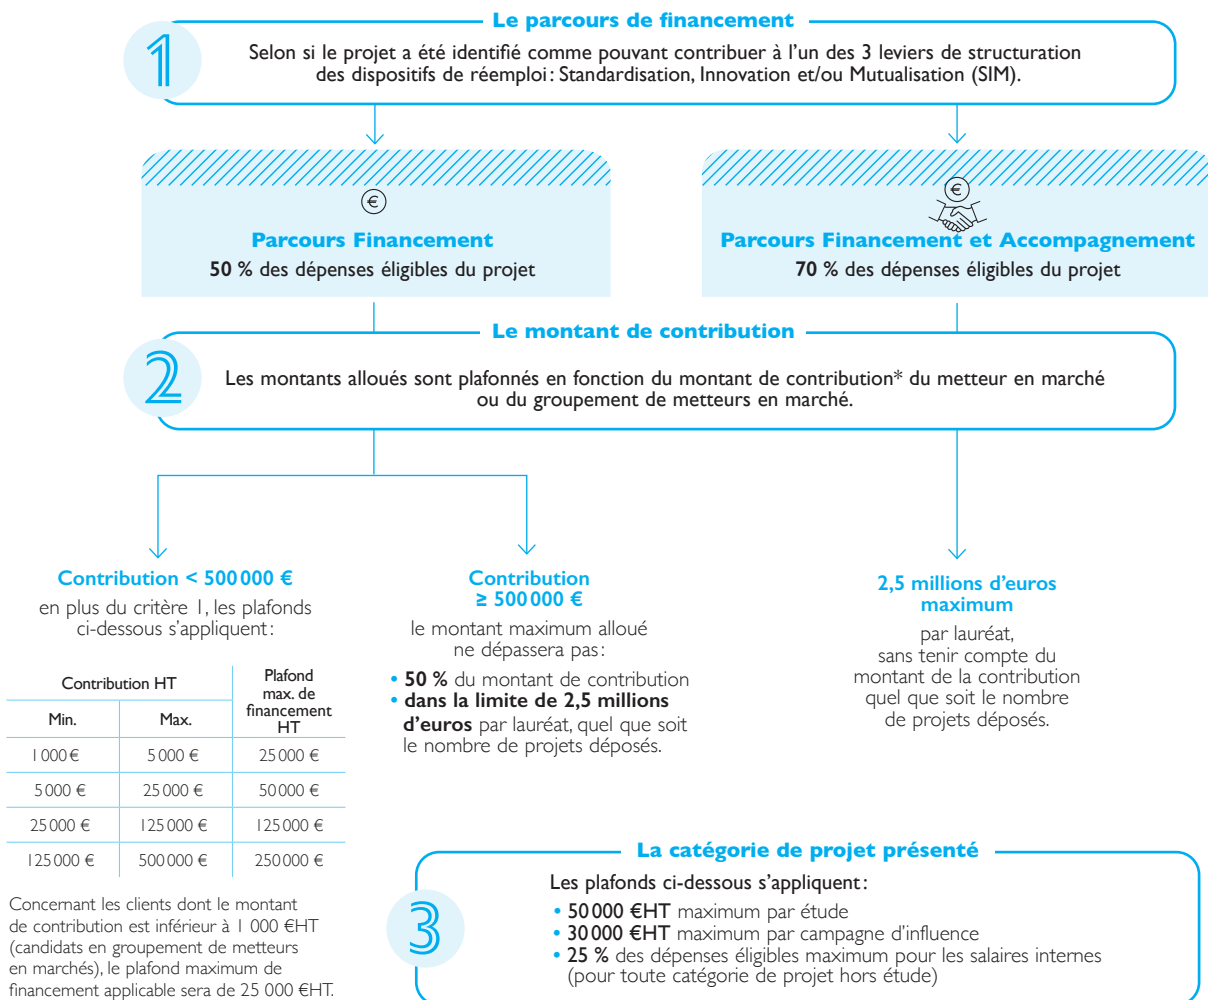 Le parcours de financement
1
Selon si le projet a été identifié comme pouvant contribuer à l'un des 3 leviers de structuration
des dispositifs de réemploi: Standardisation, Innovation et/ou Mutualisation (SIM).
€
Parcours Financement
50 % des dépenses éligibles du projet
€
Parcours Financement et Accompagnement
70 % des dépenses éligibles du projet
Le montant de contribution
2
Les montants alloués sont plafonnés en fonction du montant de contribution* du metteur en marché
ou du groupement de metteurs en marché.
Contribution < 500 000 €
en plus du critère 1, les plafonds
ci-dessous s'appliquent:
Contribution HT
Plafond
max. de
financement
HT
Min. Max.
1 000 € 5 000 € 25 000 €
5 000 € 25 000 € 50 000 €
25 000 € 125 000 € 125 000 €
125 000 € 500 000 € 250 000 €
Concernant les clients dont le montant
de contribution est inférieur à 1 000 €HT
(candidats en groupement de metteurs
en marchés), le plafond maximum de
financement applicable sera de 25 000 €HT.
Contribution
≥ 500 000 €
le montant maximum alloué
ne dépassera pas:
• 50 % du montant de contribution
• dans la limite de 2,5 millions
d'euros par lauréat, quel que soit
le nombre de projets déposés.
2,5 millions d'euros
maximum
par lauréat,
sans tenir compte du
montant de la contribution
quel que soit le nombre
de projets déposés.
La catégorie de projet présenté
3
Les plafonds ci-dessous s'appliquent:
• 50 000 €HT maximum par étude
• 30 000 €HT maximum par campagne d'influence
• 25 % des dépenses éligibles maximum pour les salaires internes
(pour toute catégorie de projet hors étude)